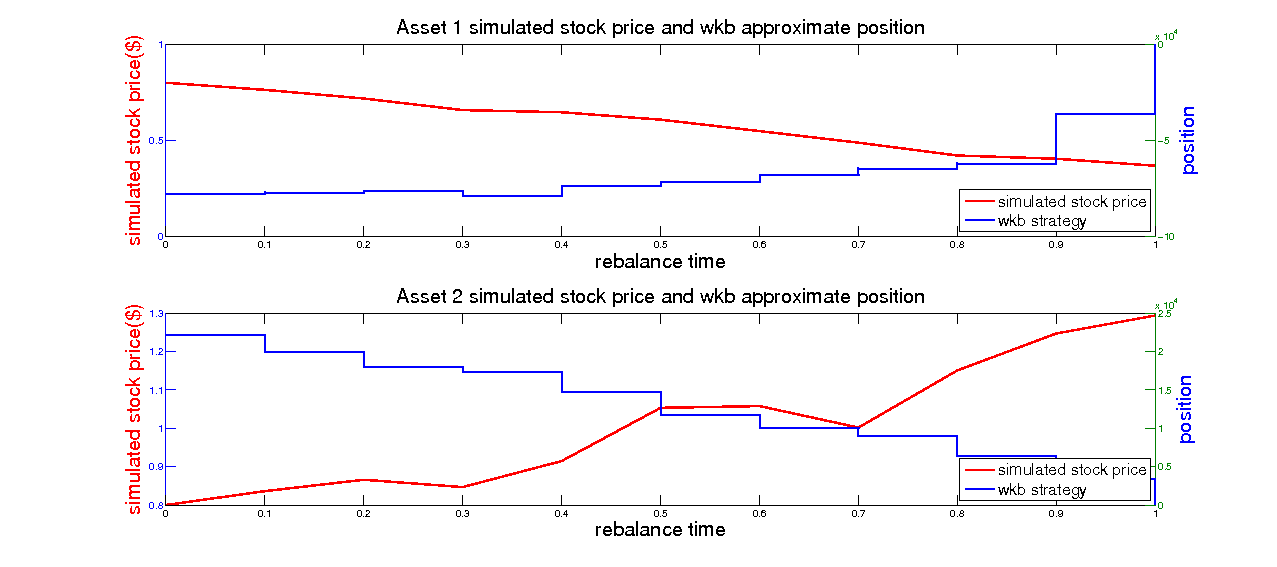 Asset 1 simulated stock price and wkb approximate position
x 10^4
simulated stock price($)
1
0.5
0
0
-5
-10
position
simulated stock price
wkb strategy
0 0.1 0.2 0.3 0.4 0.5 0.6 0.7 0.8 0.9 1
rebalance time
Asset 2 simulated stock price and wkb approximate position
x 10^4
simulated stock price($)
1.3
1.2
1.1
1
0.9
0.8
2.5
2
1.5
1
0.5
0
position
simulated stock price
wkb strategy
0 0.1 0.2 0.3 0.4 0.5 0.6 0.7 0.8 0.9 1
rebalance time